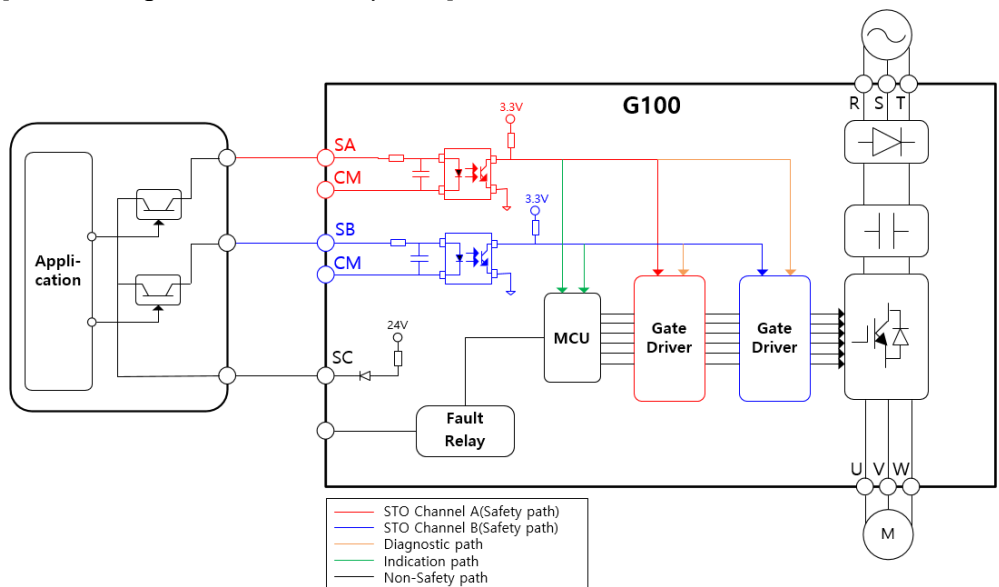 G100
R S T
3.3V
SA
CM
3.3V
SB
CM
Appli-
cation
24V
SC
MCU
Gate
Driver
Gate
Driver
Fault
Relay
U V W
M
STO Channel A(Safety path)
STO Channel B(Safety path)
Diagnostic path
Indication path
Non-Safety path